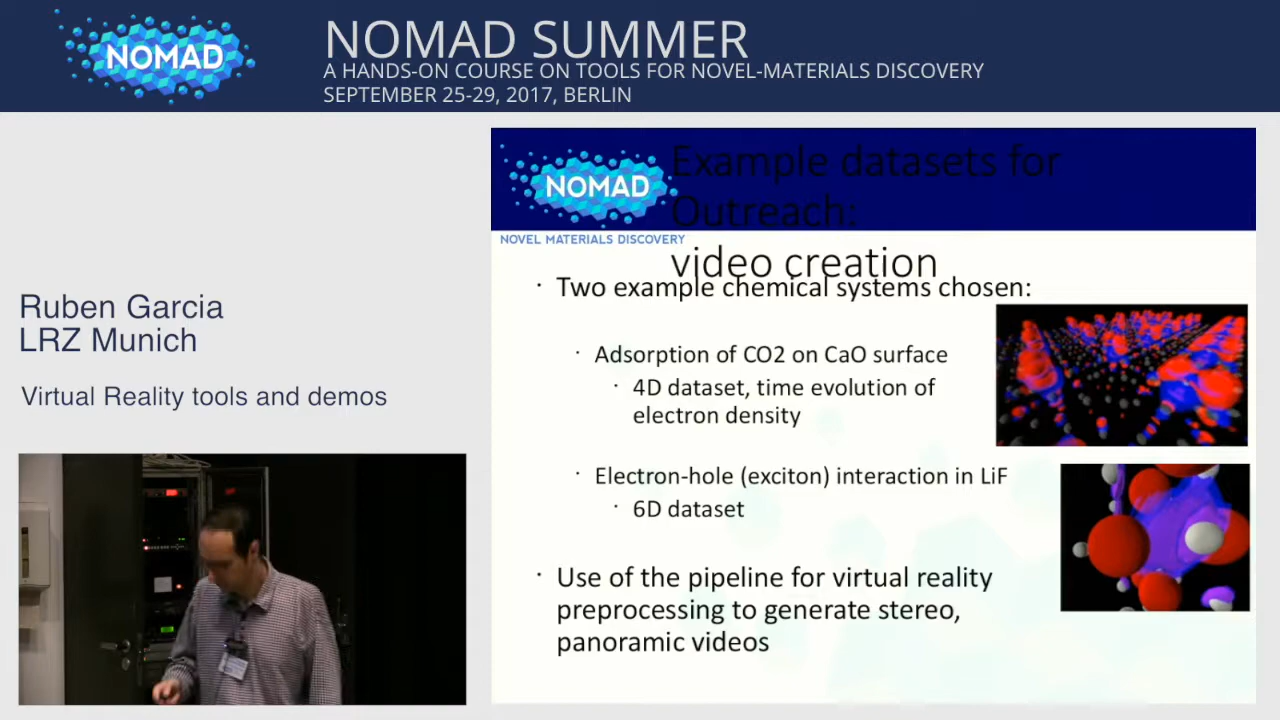 NOMAD
NOMAD SUMMER
A HANDS-ON COURSE ON TOOLS FOR NOVEL-MATERIALS DISCOVERY
SEPTEMBER 25-29, 2017, BERLIN
Ruben Garcia
LRZ Munich
Virtual Reality tools and demos
NOMAD
NOVEL MATERIALS DISCOVERY
Example datasets for
Outreach:
video creation
· Two example chemical systems chosen:
· Adsorption of CO2 on CaO surface
· 4D dataset, time evolution of
electron density
· Electron-hole (exciton) interaction in LiF
· 6D dataset
· Use of the pipeline for virtual reality
preprocessing to generate stereo,
panoramic videos